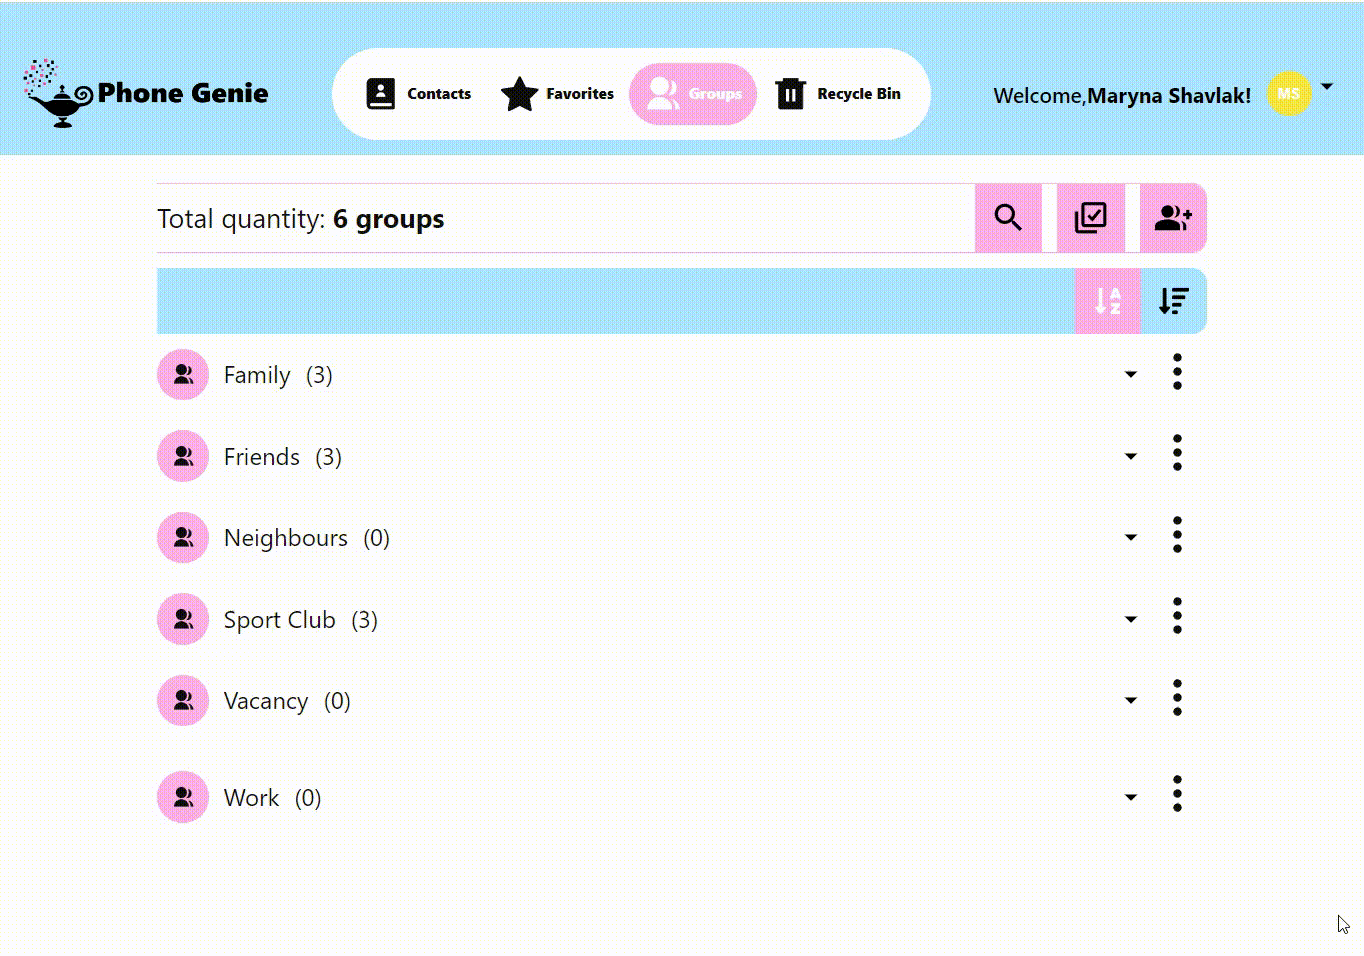 Phone Genie
Contacts
Favorites
Groups
Recycle Bin
Welcome,Maryna Shavlak!
MS
Total quantity: 6 groups
A
Z
Family (3)
Friends (3)
Neighbours (0)
Sport Club (3)
Vacancy (0)
Work (0)